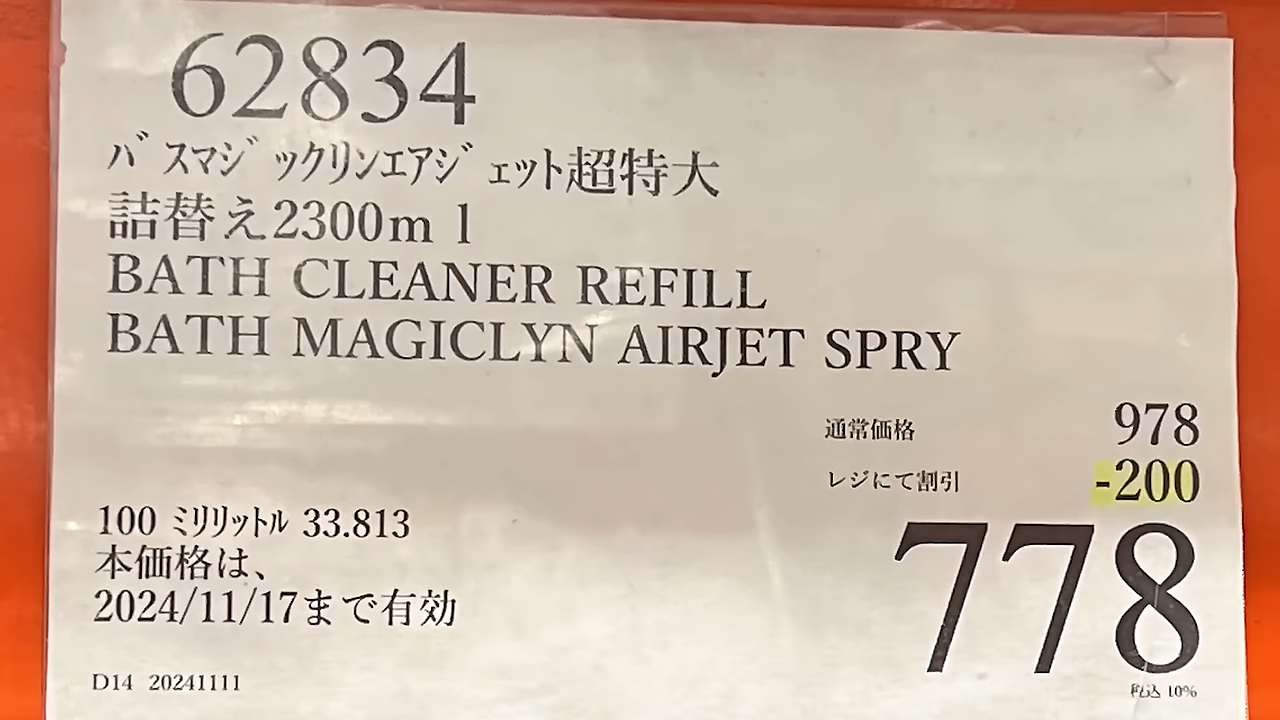 62834
バスマジックリンエアジェット超特大
詰替え2300ml
BATH CLEANER REFILL
BATH MAGICLYN AIRJET SPRY
通常価格 978
レジにて割引 -200
778
税込 10%
100 ミリリットル 33.813
本価格は、
2024/11/17まで有効
D14 20241111